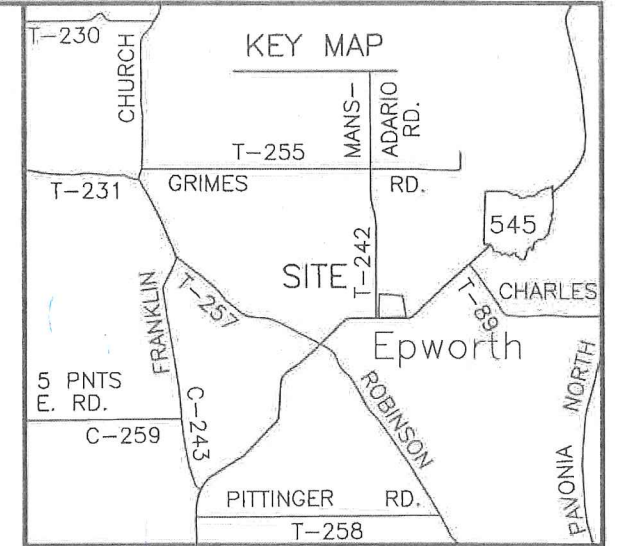 T-230
CHURCH
KEY MAP
MANS-
ADARIO
RD.
T-255
T-231
GRIMES
RD.
545
T-242
SITE
T-257
T-89
CHARLES
FRANKLIN
Epworth
5 PNTS
E. RD.
C-243
C-259
ROBINSON
PAVONIA NORTH
PITTINGER
RD.
T-258